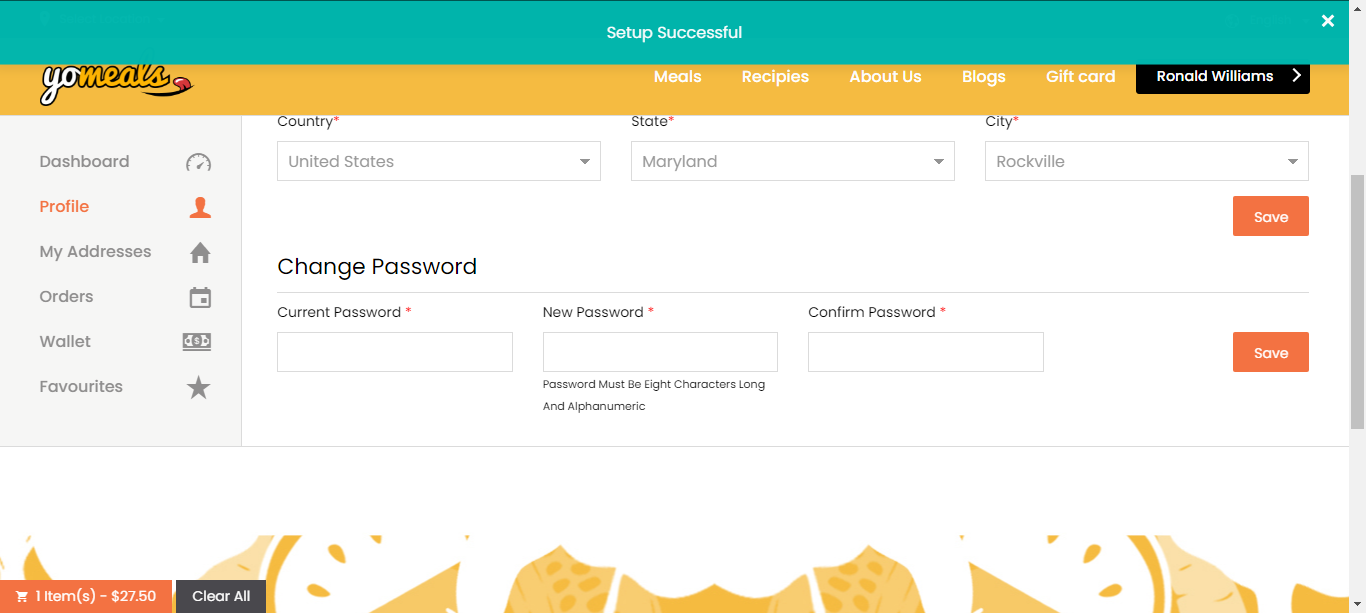 Setup Successful
yomeals
Meals
Recipies
About Us
Blogs
Gift card
Ronald Williams
Country*
State*
City*
United States
Maryland
Rockville
Save
Dashboard
Profile
My Addresses
Orders
Wallet
Favourites
Change Password
Current Password *
New Password *
Confirm Password *
Save
Password Must Be Eight Characters Long
And Alphanumeric
1 Item(s) - $27.50
Clear All